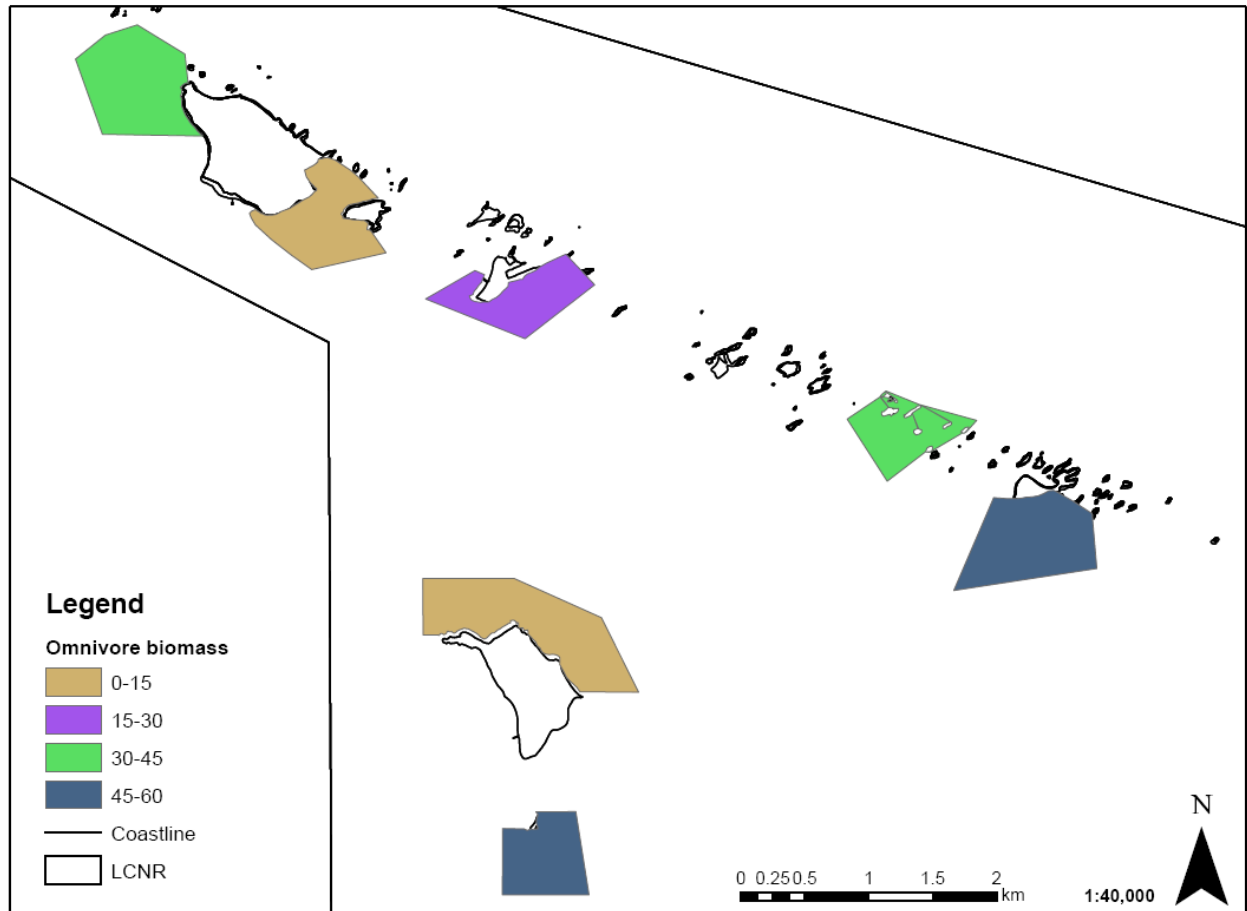 Legend
Omnivore biomass
0-15
15-30
30-45
45-60
Coastline
LCNR
N
0 0.25 0.5 1 1.5 2
km
1:40,000